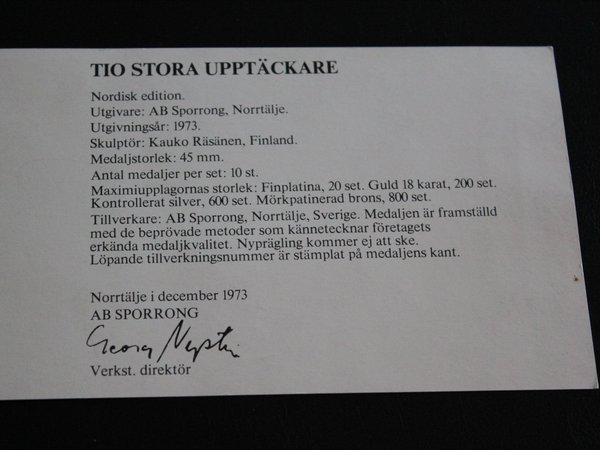 TIO STORA UPPTÄCKARE
Nordisk edition.
Utgivare: AB Sporrong, Norrtälje.
Utgivningsår: 1973.
Skulptör: Kauko Räsänen, Finland.
Medaljstorlek: 45 mm.
Antal medaljer per set: 10 st.
Maximiupplagornas storlek: Finplatina, 20 set. Guld 18 karat, 200 set.
Kontrollerat silver, 600 set. Mörkpatinerad brons, 800 set.
Tillverkare: AB Sporrong, Norrtälje, Sverige. Medaljen är framställd
med de beprövade metoder som kännetecknar företagets
erkända medaljkvalitet. Nyprägling kommer ej att ske.
Löpande tillverkningsnummer är stämplat på medaljens kant.
Norrtälje i december 1973
AB SPORRONG
Georg
Verkst. direktör